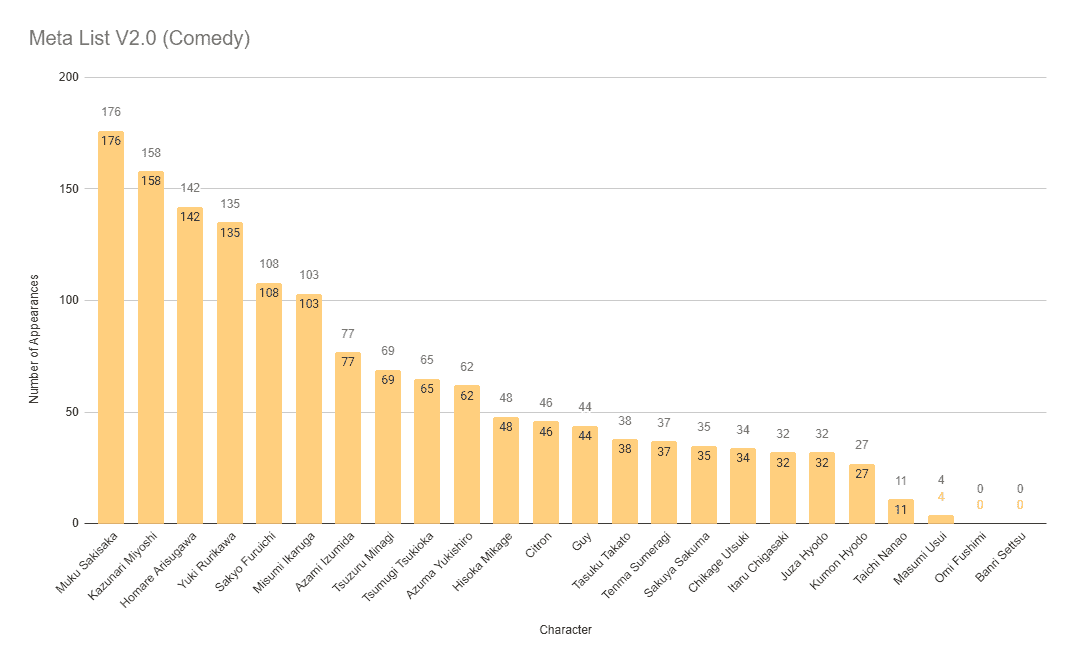 Meta List V2.0 (Comedy)
Number of Appearances
200
150
100
50
0
176
176
158
158
142
142
135
135
108
108
103
103
77
77
69
69
65
65
62
62
48
48
46
46
44
44
38
38
37
37
35
35
34
34
32
32
32
32
27
27
11
11
4
4
0
0
0
0
Muku Sakisaka
Kazunari Miyoshi
Homare Arisugawa
Yuki Rurikawa
Sakyo Furuichi
Misumi Ikaruga
Azami Izumida
Tsuzuru Minagi
Tsumugi Tsukioka
Azuma Yukishiro
Hisoka Mikage
Citron
Guy
Tasuku Takato
Tenma Sumeragi
Sakuya Sakuma
Chikage Utsuki
Itaru Chigasaki
Juza Hyodo
Kumon Hyodo
Taichi Nanao
Masumi Usui
Omi Fushimi
Banri Settsu
Character